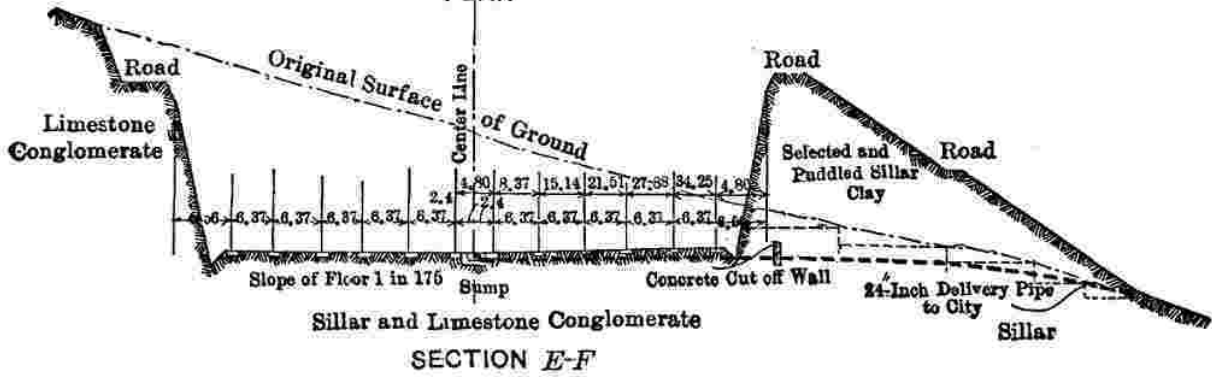 Road
Original Surface
of Ground
Center Line
Limestone
Conglomerate
Road
Selected and
Puddled Sillar
Clay
Road
4.80 8.37 15.14 21.51 27.88 34.25 4.80
2.4 2.4
6.37 6.37 6.37 6.37 6.37 6.37 6.37 6.37 6.37 6.37
Slope of Floor 1 in 175
Sump
Concrete Cut off Wall
24-Inch Delivery Pipe
to City
Sillar
Sillar and Limestone Conglomerate
SECTION E-F